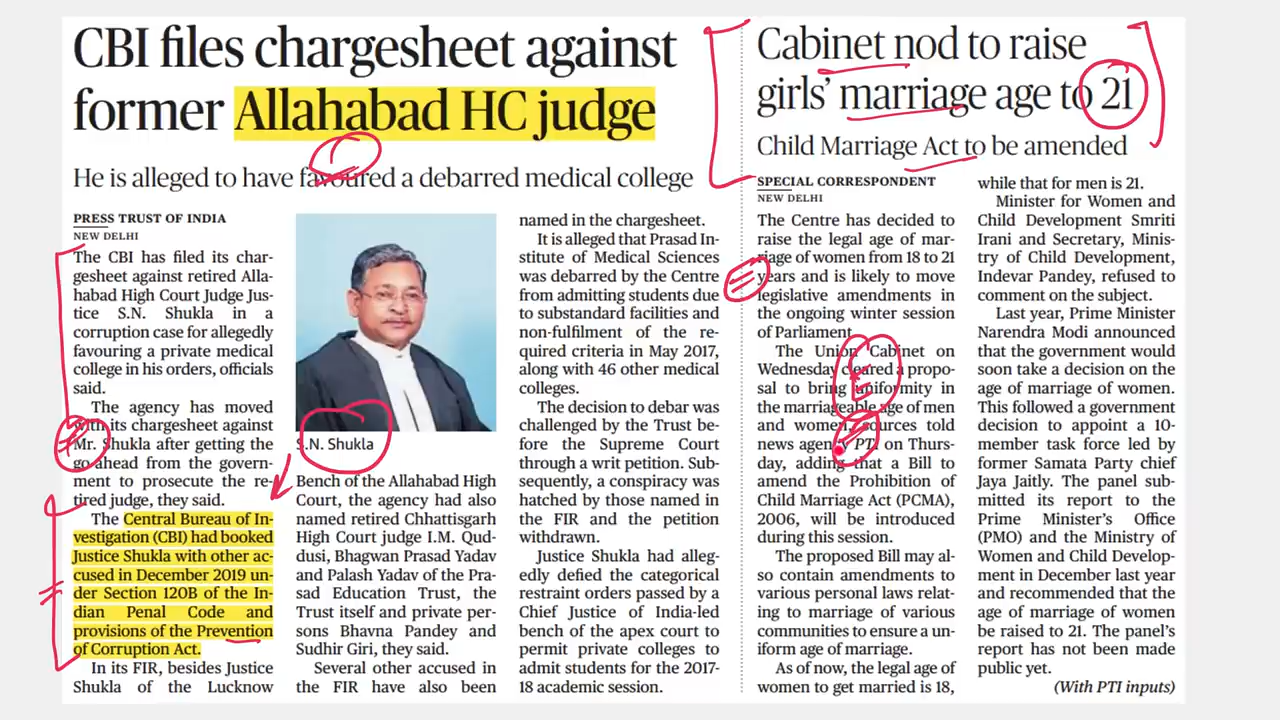 CBI files chargesheet against
former Allahabad HC judge
He is alleged to have favoured a debarred medical college
PRESS TRUST OF INDIA
NEW DELHI
The CBI has filed its char-
gesheet against retired Alla-
habad High Court Judge Jus-
tice S.N. Shukla in a
corruption case for allegedly
favouring a private medical
college in his orders, officials
said.
The agency has moved
with its chargesheet against
Mr. Shukla after getting the
go ahead from the govern-
ment to prosecute the re-
tired judge, they said.
The Central Bureau of In-
vestigation (CBI) had booked
Justice Shukla with other ac-
cused in December 2019 un-
der Section 120B of the In-
dian Penal Code and
provisions of the Prevention
of Corruption Act.
In its FIR, besides Justice
Shukla of the Lucknow
S.N. Shukla
Bench of the Allahabad High
Court, the agency had also
named retired Chhattisgarh
High Court judge I.M. Qud-
dusi, Bhagwan Prasad Yadav
and Palash Yadav of the Pra-
sad Education Trust, the
Trust itself and private per-
sons Bhavna Pandey and
Sudhir Giri, they said.
Several other accused in
the FIR have also been
named in the chargesheet.
It is alleged that Prasad In-
stitute of Medical Sciences
was debarred by the Centre
from admitting students due
to substandard facilities and
non-fulfilment of the re-
quired criteria in May 2017,
along with 46 other medical
colleges.
The decision to debar was
challenged by the Trust be-
fore the Supreme Court
through a writ petition. Sub-
sequently, a conspiracy was
hatched by those named in
the FIR and the petition
withdrawn.
Justice Shukla had alleg-
edly defied the categorical
restraint orders passed by a
Chief Justice of India-led
bench of the apex court to
permit private colleges to
admit students for the 2017-
18 academic session.
Cabinet nod to raise
girls' marriage age to 21
Child Marriage Act to be amended
SPECIAL CORRESPONDENT
NEW DELHI
The Centre has decided to
raise the legal age of mar-
riage of women from 18 to 21
years and is likely to move
legislative amendments in
the ongoing winter session
of Parliament.
The Union Cabinet on
Wednesday cleared a propo-
sal to bring uniformity in
the marriageable age of men
and women, sources told
news agency PTI on Thurs-
day, adding that a Bill to
amend the Prohibition of
Child Marriage Act (PCMA),
2006, will be introduced
during this session.
The proposed Bill may al-
so contain amendments to
various personal laws relat-
ing to marriage of various
communities to ensure a un-
iform age of marriage.
As of now, the legal age of
women to get married is 18,
while that for men is 21.
Minister for Women and
Child Development Smriti
Irani and Secretary, Minis-
try of Child Development,
Indevar Pandey, refused to
comment on the subject.
Last year, Prime Minister
Narendra Modi announced
that the government would
soon take a decision on the
age of marriage of women.
This followed a government
decision to appoint a 10-
member task force led by
former Samata Party chief
Jaya Jaitly. The panel sub-
mitted its report to the
Prime Minister's Office
(PMO) and the Ministry of
Women and Child Develop-
ment in December last year
and recommended that the
age of marriage of women
be raised to 21. The panel's
report has not been made
public yet.
(With PTI inputs)